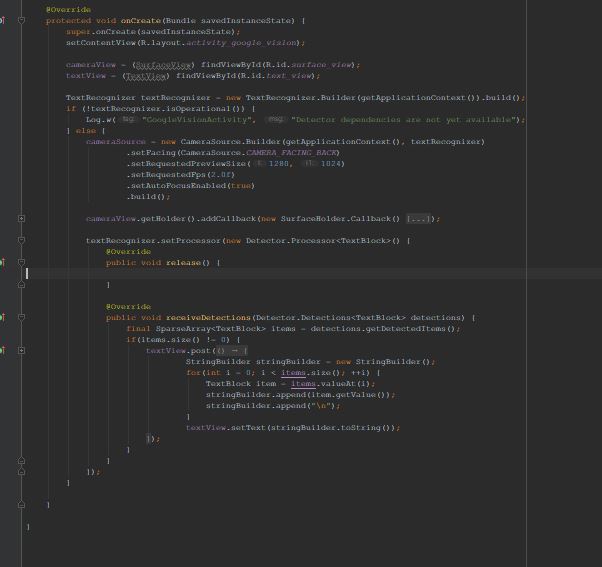 @Override
protected void onCreate(Bundle savedInstanceState) {
super.onCreate(savedInstanceState);
setContentView(R.layout.activity_google_vision);
cameraView = (SurfaceView) findViewById(R.id.surface_view);
textView = (TextView) findViewById(R.id.text_view);
TextRecognizer textRecognizer = new TextRecognizer.Builder(getApplicationContext()).build();
if (!textRecognizer.isOperational()) {
Log.w( tag: "GoogleVisionActivity", msg: "Detector dependencies are not yet available");
} else {
cameraSource = new CameraSource.Builder(getApplicationContext(), textRecognizer)
.setFacing(CameraSource.CAMERA_FACING_BACK)
.setRequestedPreviewSize( i: 1280, i1: 1024)
.setRequestedFps(2.0f)
.setAutoFocusEnabled(true)
.build();
cameraView.getHolder().addCallback(new SurfaceHolder.Callback() {...});
textRecognizer.setProcessor(new Detector.Processor<TextBlock>() {
@Override
public void release() {
}
@Override
public void receiveDetections(Detector.Detections<TextBlock> detections) {
final SparseArray<TextBlock> items = detections.getDetectedItems();
if(items.size() != 0) {
textView.post(() → {
StringBuilder stringBuilder = new StringBuilder();
for(int i = 0; i < items.size(); ++i) {
TextBlock item = items.valueAt(i);
stringBuilder.append(item.getValue());
stringBuilder.append("\n");
}
textView.setText(stringBuilder.toString());
});
}
}
});
}
}
}